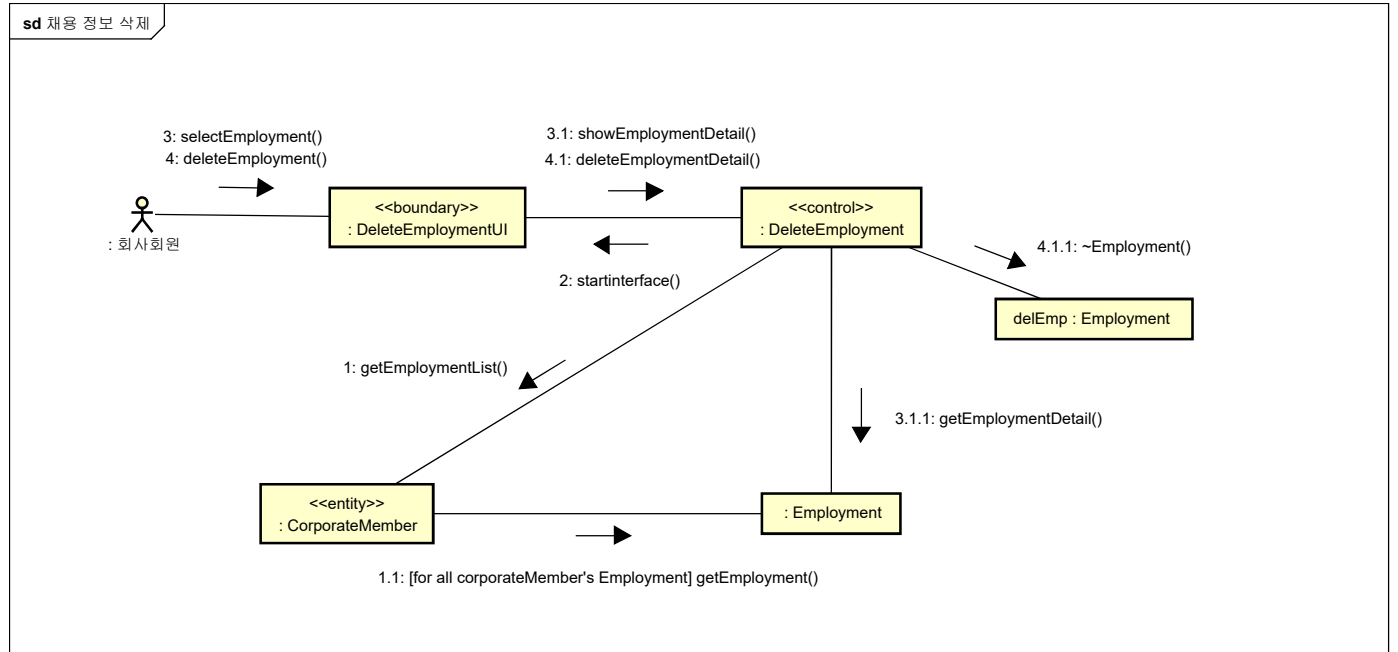 sd 채용 정보 삭제
3: selectEmployment()
4: deleteEmployment()
3.1: showEmploymentDetail()
4.1: deleteEmploymentDetail()
<<boundary>>
: DeleteEmploymentUI
<<control>>
: DeleteEmployment
: 회사회원
4.1.1: ~Employment()
2: startinterface()
delEmp : Employment
1: getEmploymentList()
3.1.1: getEmploymentDetail()
<<entity>>
: CorporateMember
: Employment
1.1: [for all corporateMember's Employment] getEmployment()